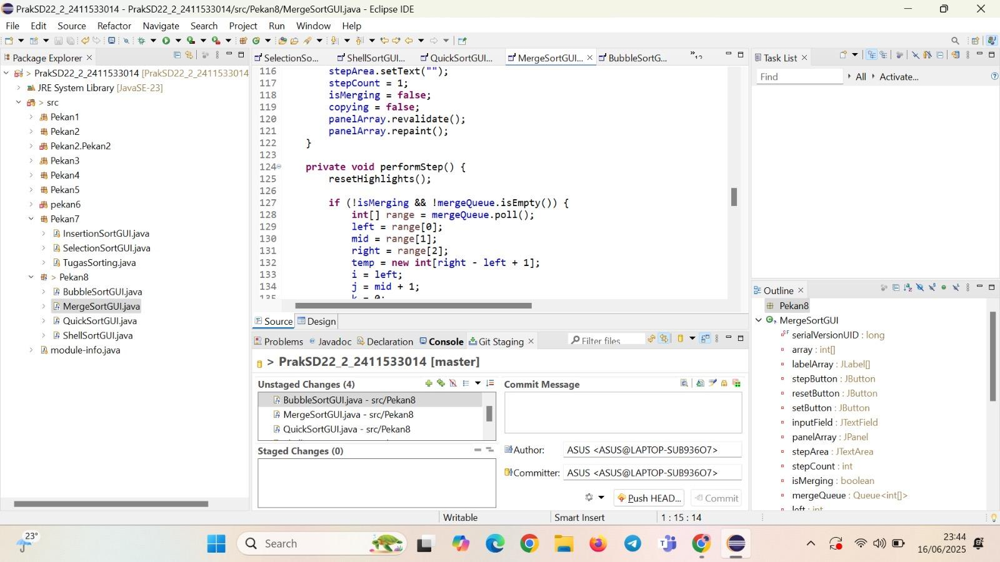 PrakSD22_2_2411533014 - PrakSD22_2_2411533014/src/Pekan8/MergeSortGUI.java - Eclipse IDE
File Edit Source Refactor Navigate Search Project Run Window Help
Package Explorer
> PrakSD22_2_2411533014 [PrakSD22_2_2411533014
JRE System Library [JavaSE-23]
> src
Pekan1
Pekan2
Pekan2.Pekan2
Pekan3
Pekan4
Pekan5
pekan6
Pekan7
InsertionSortGUI.java
SelectionSortGUI.java
TugasSorting.java
> Pekan8
BubbleSortGUI.java
MergeSortGUI.java
QuickSortGUI.java
ShellSortGUI.java
module-info.java
SelectionSo... ShellSortGUI... QuickSortGUI... MergeSortGUI... BubbleSortG... »12
116 stepArea.setText("");
117 stepCount = 1;
118 isMerging = false;
119 copying = false;
120 panelArray.revalidate();
121 panelArray.repaint();
122 }
123
124 private void performStep() {
125 resetHighlights();
126
127 if (!isMerging && !mergeQueue.isEmpty()) {
128 int[] range = mergeQueue.poll();
129 left = range[0];
130 mid = range[1];
131 right = range[2];
132 temp = new int[right - left + 1];
133 i = left;
134 j = mid + 1;
135 k = 0;
Source Design
Problems Javadoc Declaration Console Git Staging
Filter files
> PrakSD22_2_2411533014 [master]
Unstaged Changes (4)
BubbleSortGUI.java - src/Pekan8
MergeSortGUI.java - src/Pekan8
QuickSortGUI.java - src/Pekan8
Staged Changes (0)
Commit Message
Author: ASUS <ASUS@LAPTOP-SUB936O7>
Committer: ASUS <ASUS@LAPTOP-SUB936O7>
Push HEAD... Commit
Task List
Find All Activate...
Outline
Pekan8
MergeSortGUI
serialVersionUID : long
array : int[]
labelArray : JLabel[]
stepButton : JButton
resetButton : JButton
setButton : JButton
inputField : JTextField
panelArray : JPanel
stepArea : JTextArea
stepCount : int
isMerging : boolean
mergeQueue : Queue<int[]>
left : int
Writable Smart Insert 1 : 15 : 14
23°
Search
23:44
16/06/2025